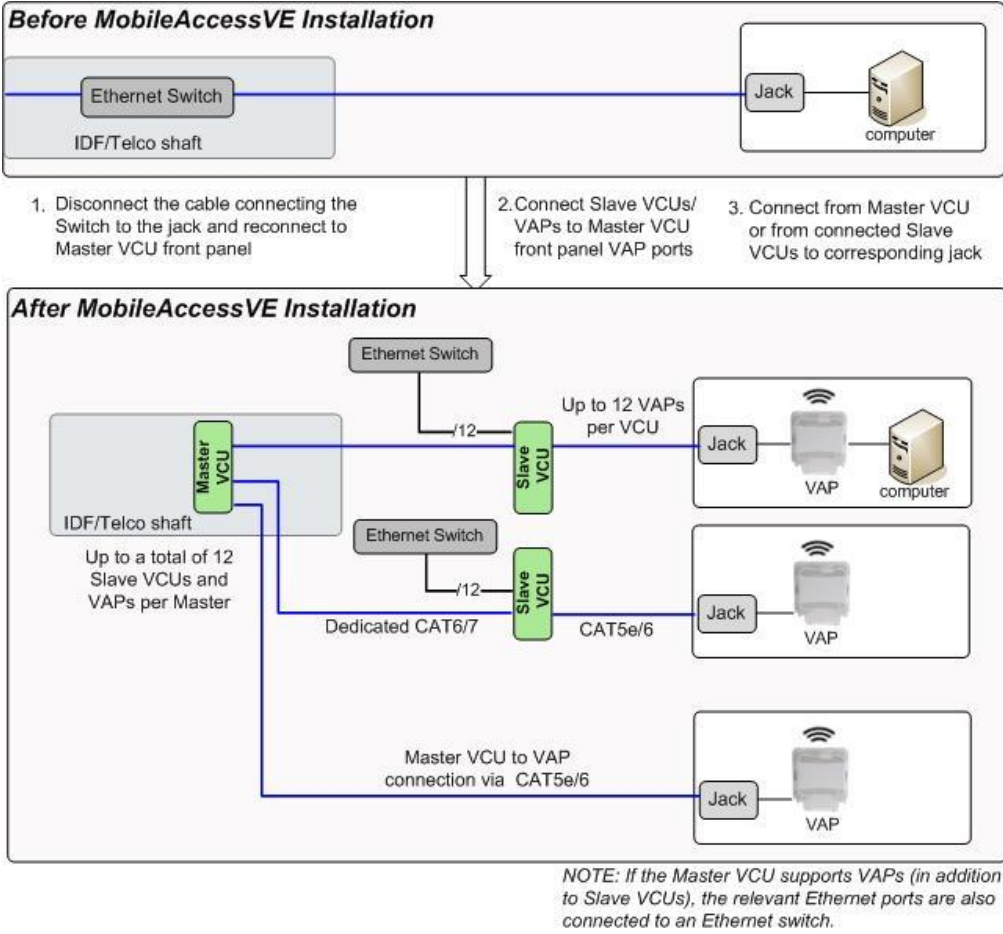 Before MobileAccessVE Installation
Ethernet Switch
IDF/Telco shaft
Jack
computer
1. Disconnect the cable connecting the
Switch to the jack and reconnect to
Master VCU front panel
2.Connect Slave VCUs/
VAPs to Master VCU
front panel VAP ports
3. Connect from Master VCU
or from connected Slave
VCUs to corresponding jack
After MobileAccessVE Installation
Ethernet Switch
/12
Up to 12 VAPs
per VCU
Master
VCU
Slave
VCU
Jack
VAP
computer
IDF/Telco shaft
Up to a total of 12
Slave VCUs and
VAPs per Master
Ethernet Switch
/12
Slave
VCU
Dedicated CAT6/7
CAT5e/6
Jack
VAP
Master VCU to VAP
connection via CAT5e/6
Jack
VAP
NOTE: If the Master VCU supports VAPs (in addition
to Slave VCUs), the relevant Ethernet ports are also
connected to an Ethernet switch.